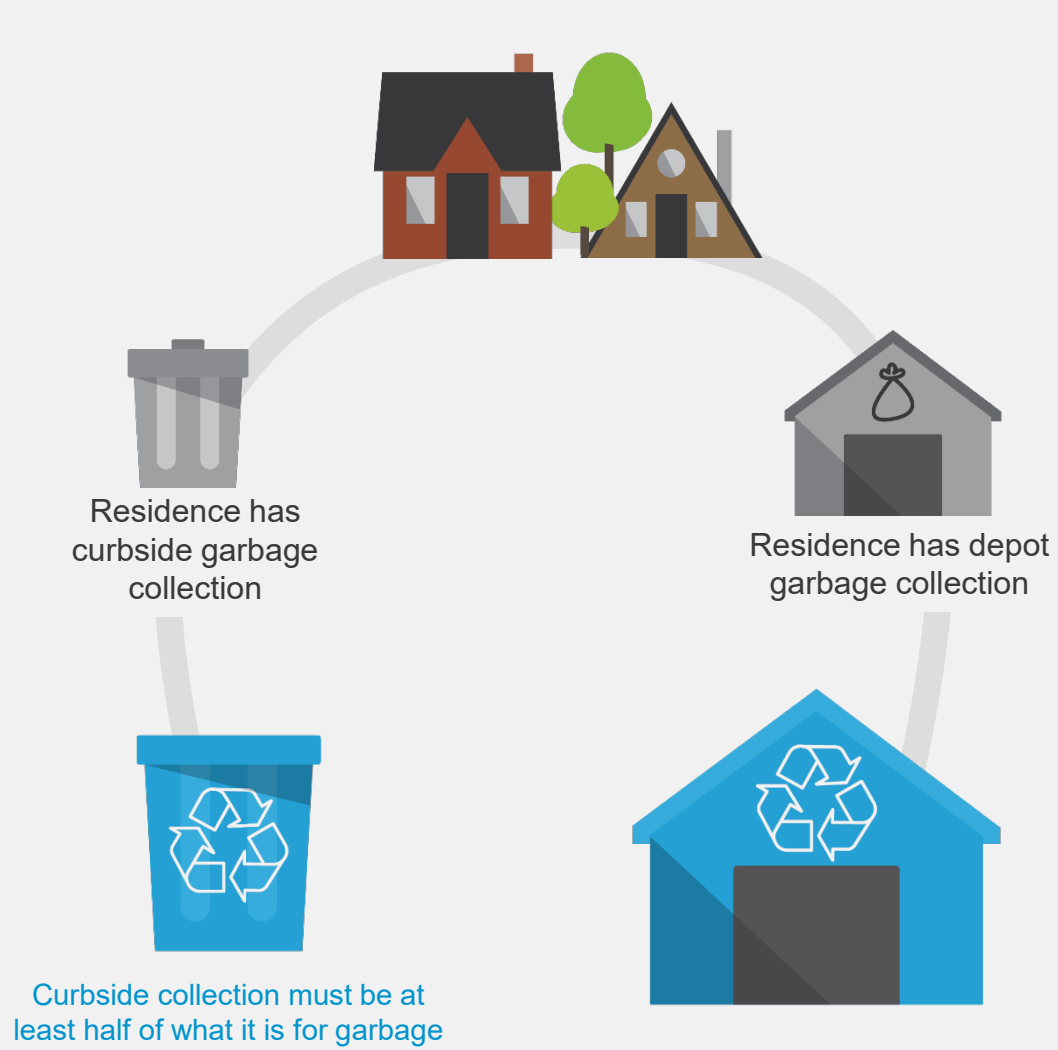 Residence has
curbside garbage
collection
Residence has depot
garbage collection
Curbside collection must be at
least half of what it is for garbage